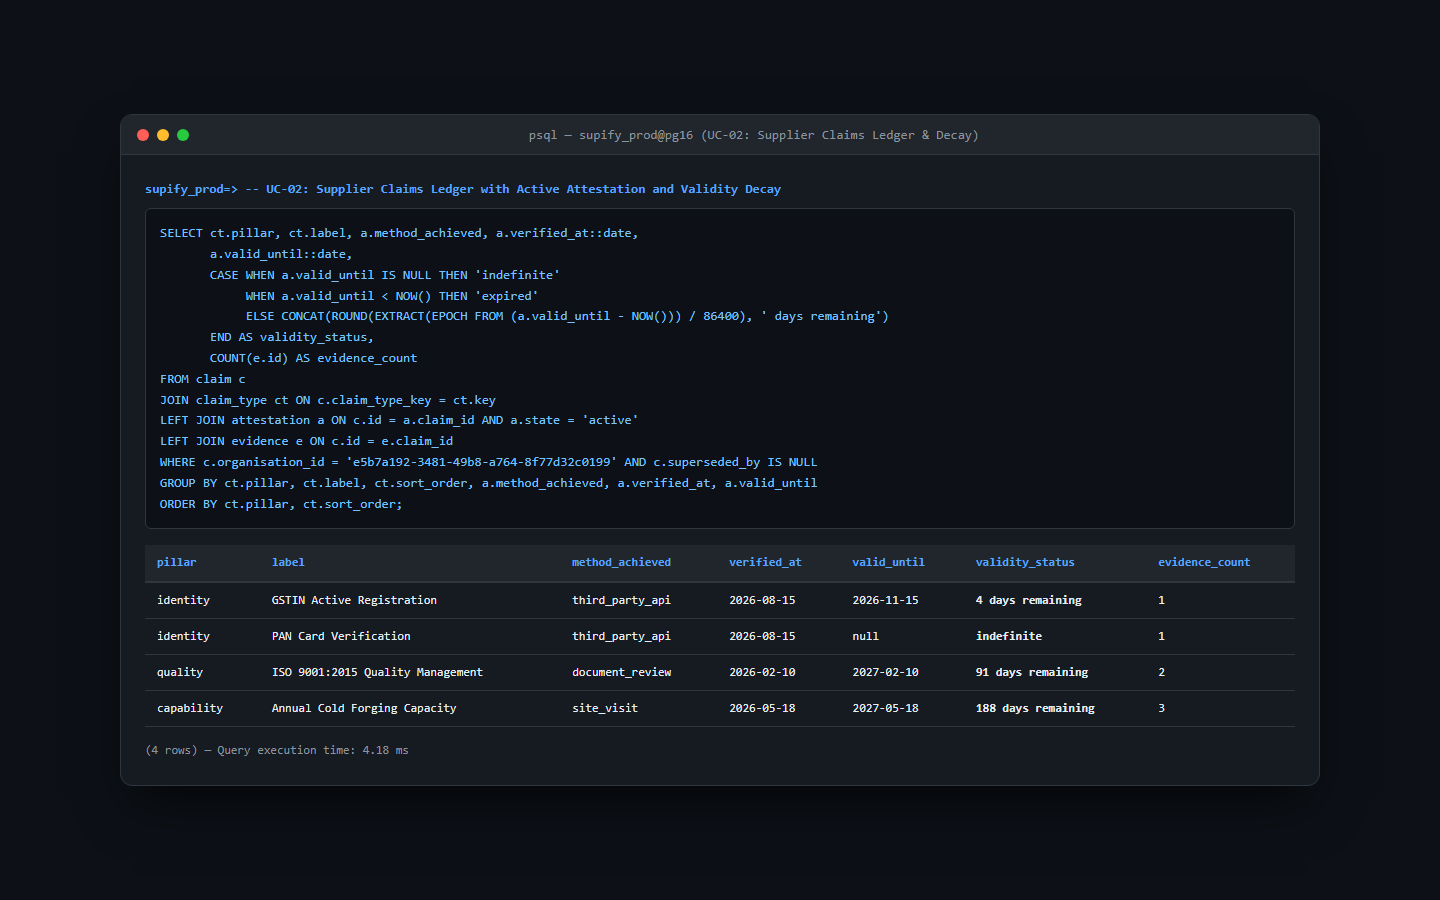 psql — supify_prod@pg16 (UC-02: Supplier Claims Ledger & Decay)
supify_prod=> -- UC-02: Supplier Claims Ledger with Active Attestation and Validity Decay
SELECT ct.pillar, ct.label, a.method_achieved, a.verified_at::date,
       a.valid_until::date,
       CASE WHEN a.valid_until IS NULL THEN 'indefinite'
            WHEN a.valid_until < NOW() THEN 'expired'
            ELSE CONCAT(ROUND(EXTRACT(EPOCH FROM (a.valid_until - NOW())) / 86400), ' days remaining')
       END AS validity_status,
       COUNT(e.id) AS evidence_count
FROM claim c
JOIN claim_type ct ON c.claim_type_key = ct.key
LEFT JOIN attestation a ON c.id = a.claim_id AND a.state = 'active'
LEFT JOIN evidence e ON c.id = e.claim_id
WHERE c.organisation_id = 'e5b7a192-3481-49b8-a764-8f77d32c0199' AND c.superseded_by IS NULL
GROUP BY ct.pillar, ct.label, ct.sort_order, a.method_achieved, a.verified_at, a.valid_until
ORDER BY ct.pillar, ct.sort_order;
pillar label method_achieved verified_at valid_until validity_status evidence_count
identity GSTIN Active Registration third_party_api 2026-08-15 2026-11-15 4 days remaining 1
identity PAN Card Verification third_party_api 2026-08-15 null indefinite 1
quality ISO 9001:2015 Quality Management document_review 2026-02-10 2027-02-10 91 days remaining 2
capability Annual Cold Forging Capacity site_visit 2026-05-18 2027-05-18 188 days remaining 3
(4 rows) — Query execution time: 4.18 ms